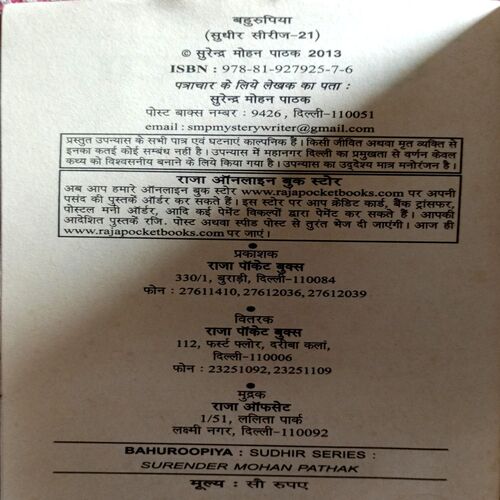 बहुरुपिया
(सुधीर सीरीज-21)
© सुरेन्द्र मोहन पाठक 2013
ISBN : 978-81-927925-7-6
पत्राचार के लिये लेखक का पता :
सुरेन्द्र मोहन पाठक
पोस्ट बाक्स नम्बर : 9426, दिल्ली-110051
email : smpmysterywriter@gmail.com
प्रस्तुत उपन्यास के सभी पात्र एवं घटनाएं काल्पनिक हैं। किसी जीवित अथवा मृत व्यक्ति से
इनका कतई कोई सम्बंध नहीं है। उपन्यास में महानगर दिल्ली का प्रमुखता से वर्णन केवल
कथ्य को विश्वसनीय बनाने के लिए किया गया है। उपन्यास का उद्देश्य मात्र मनोरंजन है।
राजा ऑनलाइन बुक स्टोर
अब आप हमारे ऑनलाइन बुक स्टोर www.rajapocketbooks.com पर अपनी
पसंद की पुस्तकें ऑर्डर कर सकते हैं। इस स्टोर पर आप क्रेडिट कार्ड, बैंक ट्रांसफर,
पोस्टल मनी ऑर्डर, आदि कई पेमेंट विकल्पों द्वारा पेमेंट कर सकते हैं। आपकी
आदेशित पुस्तकें रजि. पोस्ट अथवा स्पीड पोस्ट से तुरंत भेज दी जाएंगी। आज ही
www.rajapocketbooks.com पर जाएं।
प्रकाशक
राजा पॉकेट बुक्स
330/1, बुराड़ी, दिल्ली-110084
फोन : 27611410, 27612036, 27612039
वितरक
राजा पॉकेट बुक्स
112, फर्स्ट फ्लोर, दरीबा कलां,
दिल्ली-110006
फोन : 23251092, 23251109
मुद्रक
राजा ऑफसेट
1/51, ललिता पार्क
लक्ष्मी नगर, दिल्ली-110092
BAHUROOPIYA : SUDHIR SERIES :
SURENDER MOHAN PATHAK
मूल्य : सौ रुपए